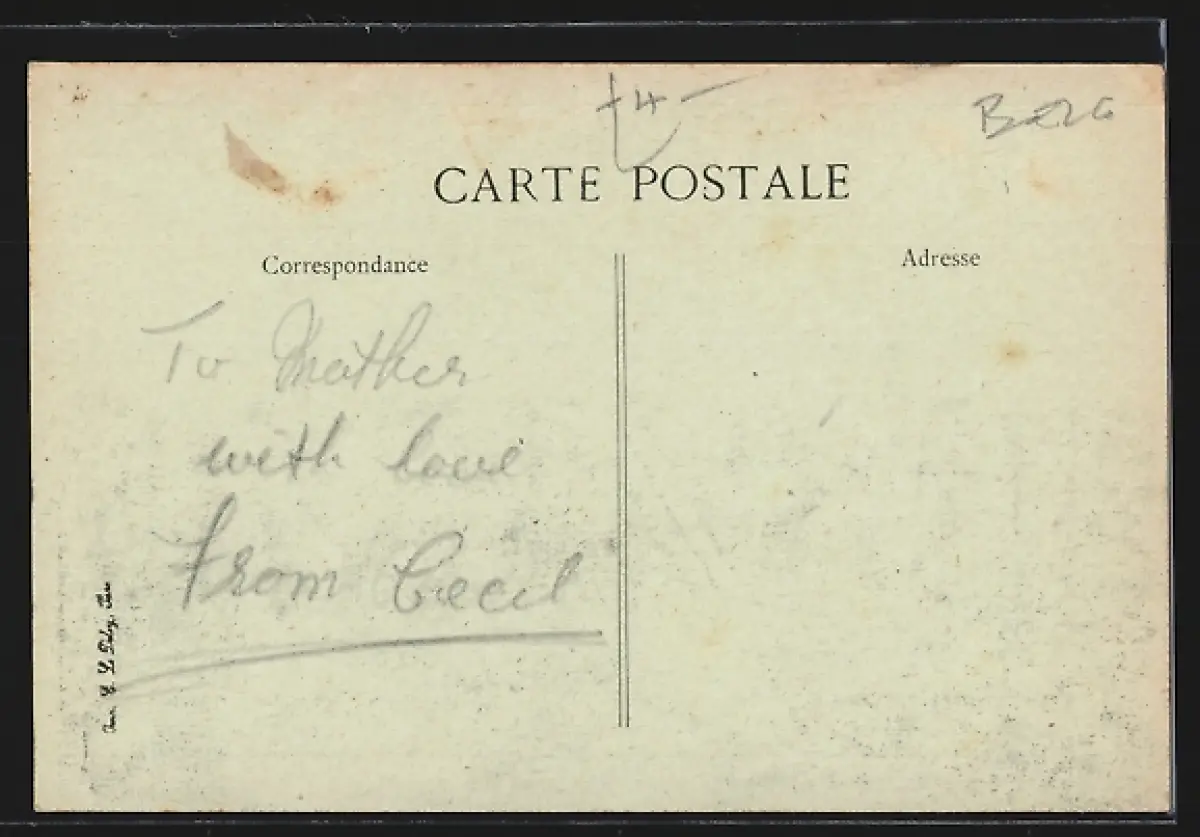 CARTE POSTALE
Correspondance
Adresse
To Mother
with love
from Cecil